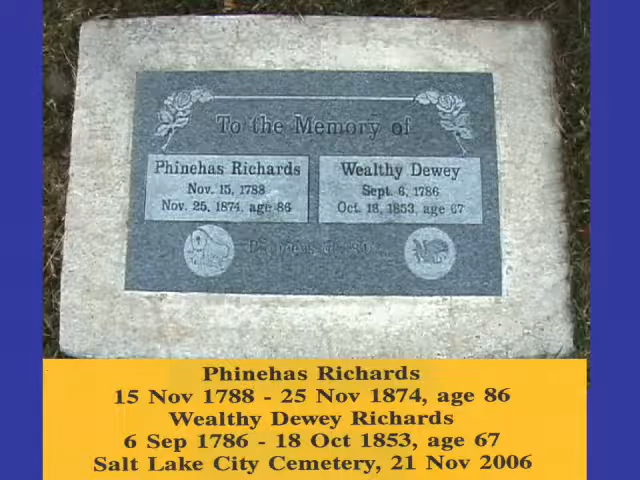 To the Memory of
Phinehas Richards
Nov. 15, 1788
Nov. 25, 1874, age 86
Wealthy Dewey
Sept. 6, 1786
Oct. 18, 1853, age 67
Phinehas Richards
15 Nov 1788 - 25 Nov 1874, age 86
Wealthy Dewey Richards
6 Sep 1786 - 18 Oct 1853, age 67
Salt Lake City Cemetery, 21 Nov 2006